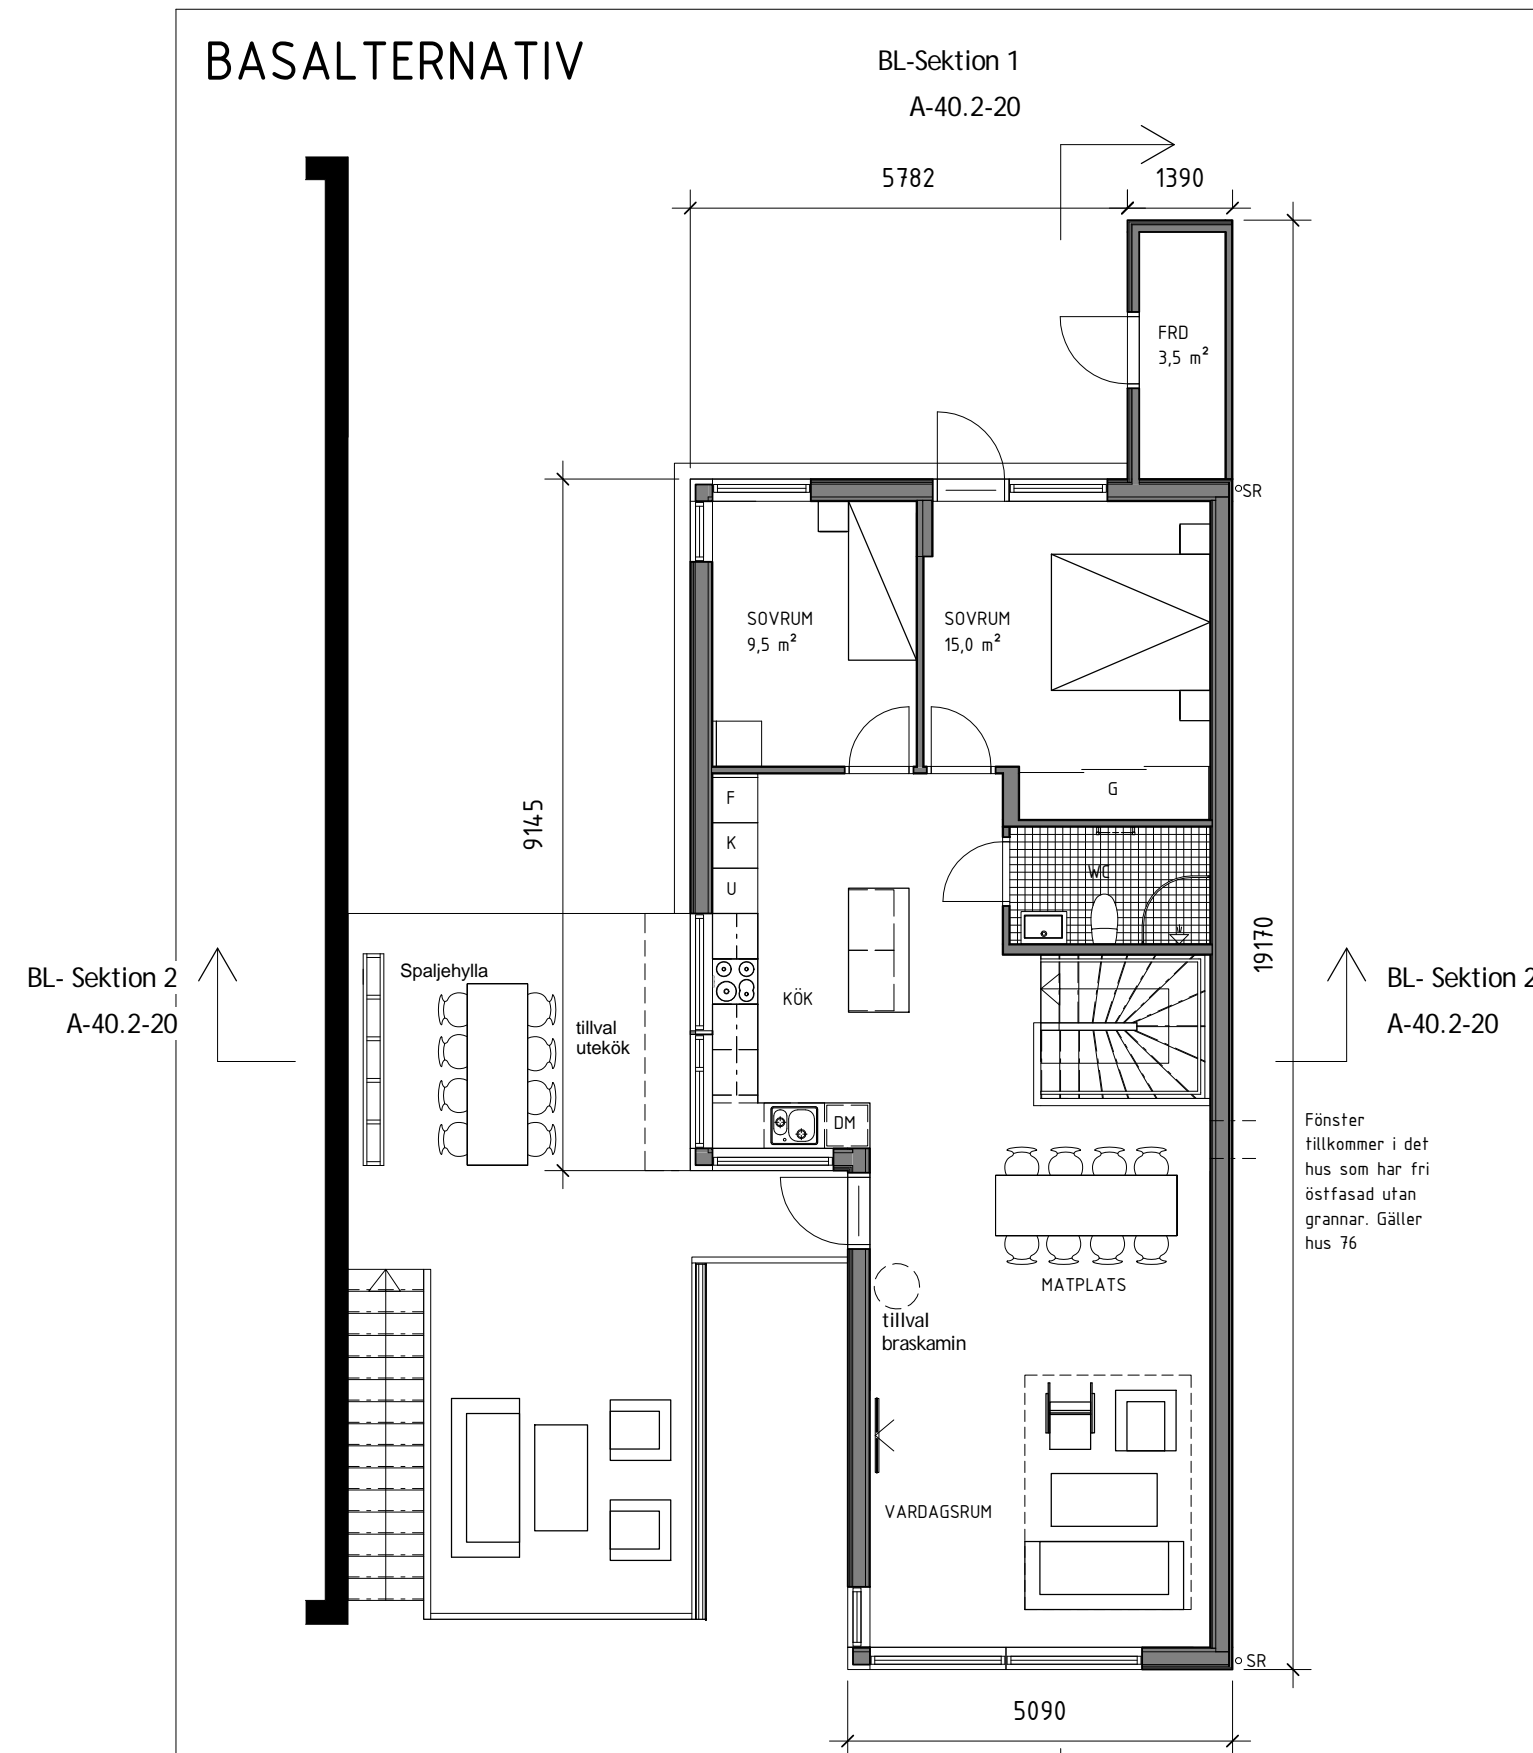 BASALTERNATIV
BL-Sektion 1
A-40.2-20
5782
1390
FRD
3,5 m²
SR
SOVRUM
9,5 m²
SOVRUM
15,0 m²
9145
F
K
U
G
WC
19170
BL- Sektion 2
A-40.2-20
Spaljehylla
tillval
utekök
KÖK
BL- Sektion 2
A-40.2-20
DM
Fönster
tillkommer i det
hus som har fri
östfasad utan
grannar. Gäller
hus 76
MATPLATS
tillval
braskamin
VARDAGSRUM
SR
5090